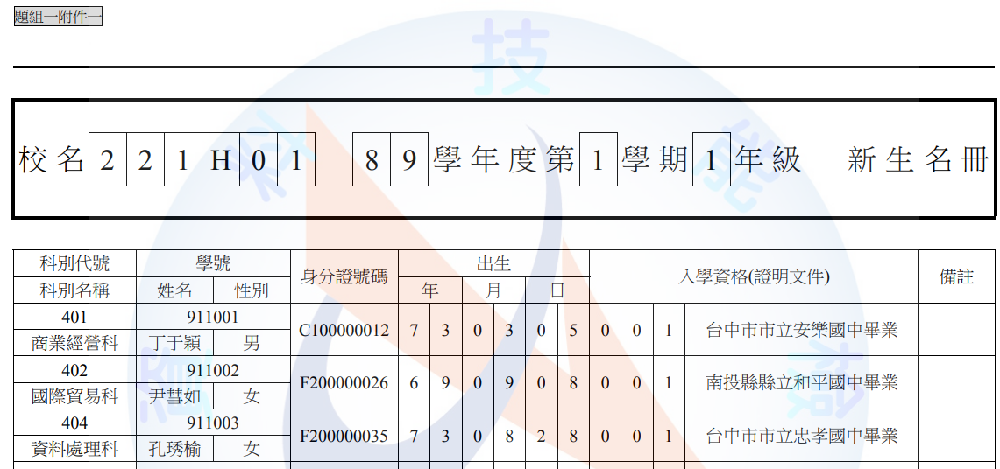 題組一附件一
校名 2 2 1 H 0 1 8 9 學年度第 1 學期 1 年級 新生名冊
科別代號 學號 身分證號碼 出生 入學資格(證明文件) 備註
科別名稱 姓名 性別 年 月 日
401 911001 C100000012 7 3 0 3 0 5 0 0 1 台中市市立安樂國中畢業
商業經營科 丁于穎 男
402 911002 F200000026 6 9 0 9 0 8 0 0 1 南投縣縣立和平國中畢業
國際貿易科 尹彗如 女
404 911003 F200000035 7 3 0 8 2 8 0 0 1 台中市市立忠孝國中畢業
資料處理科 孔琇榆 女
技
科
能
資
檢